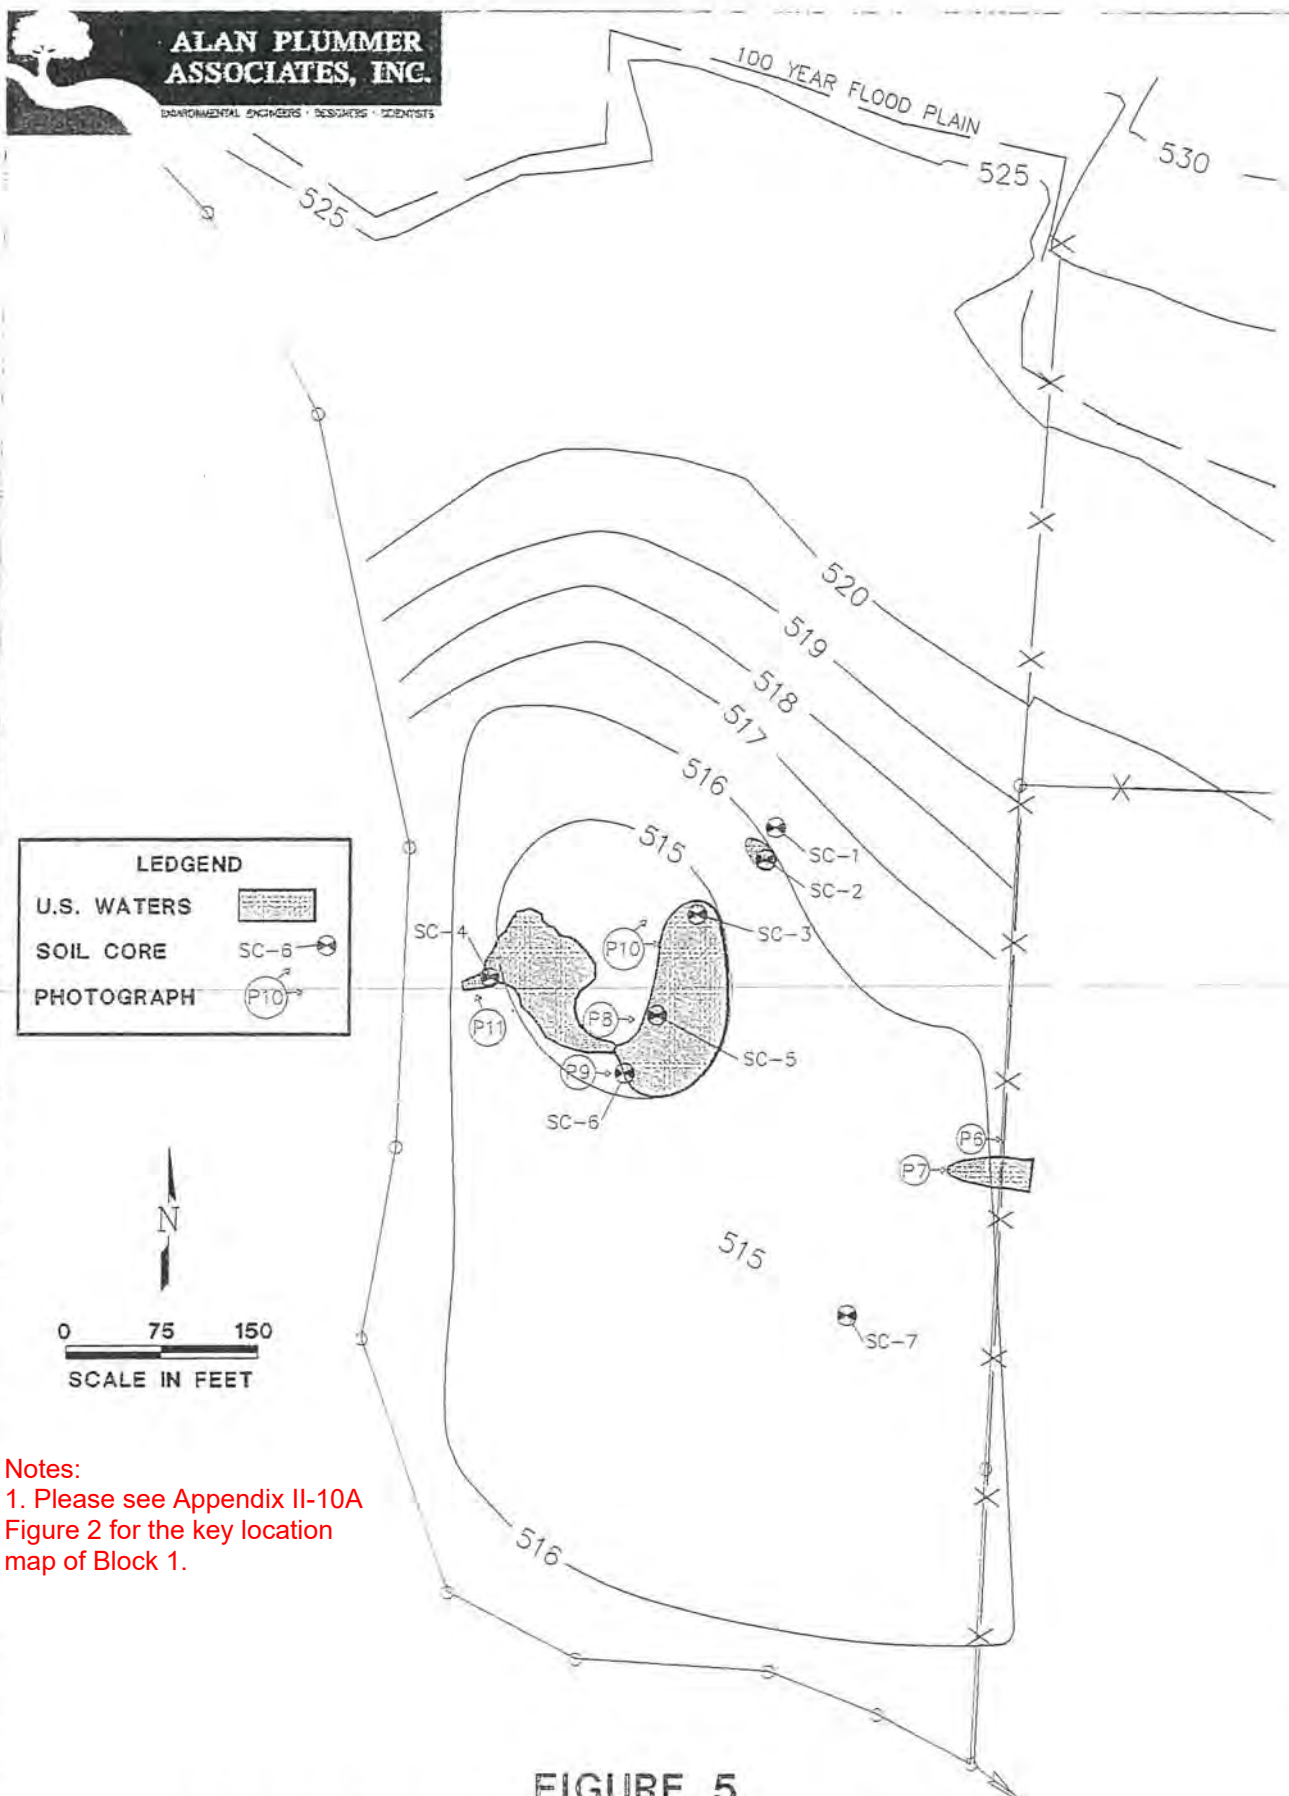 ALAN PLUMMER
ASSOCIATES, INC.
ENVIRONMENTAL ENGINEERS · DESIGNERS · SCIENTISTS
100 YEAR FLOOD PLAIN
530
525
525
520
519
518
517
516
515
SC-1
SC-2
SC-3
SC-4
P10
P11
P8
SC-5
P9
SC-6
P6
P7
515
SC-7
516
LEDGEND
U.S. WATERS
SOIL CORE SC-6
PHOTOGRAPH P10
N
0 75 150
SCALE IN FEET
Notes:
1. Please see Appendix II-10A
Figure 2 for the key location
map of Block 1.
FIGURE 5